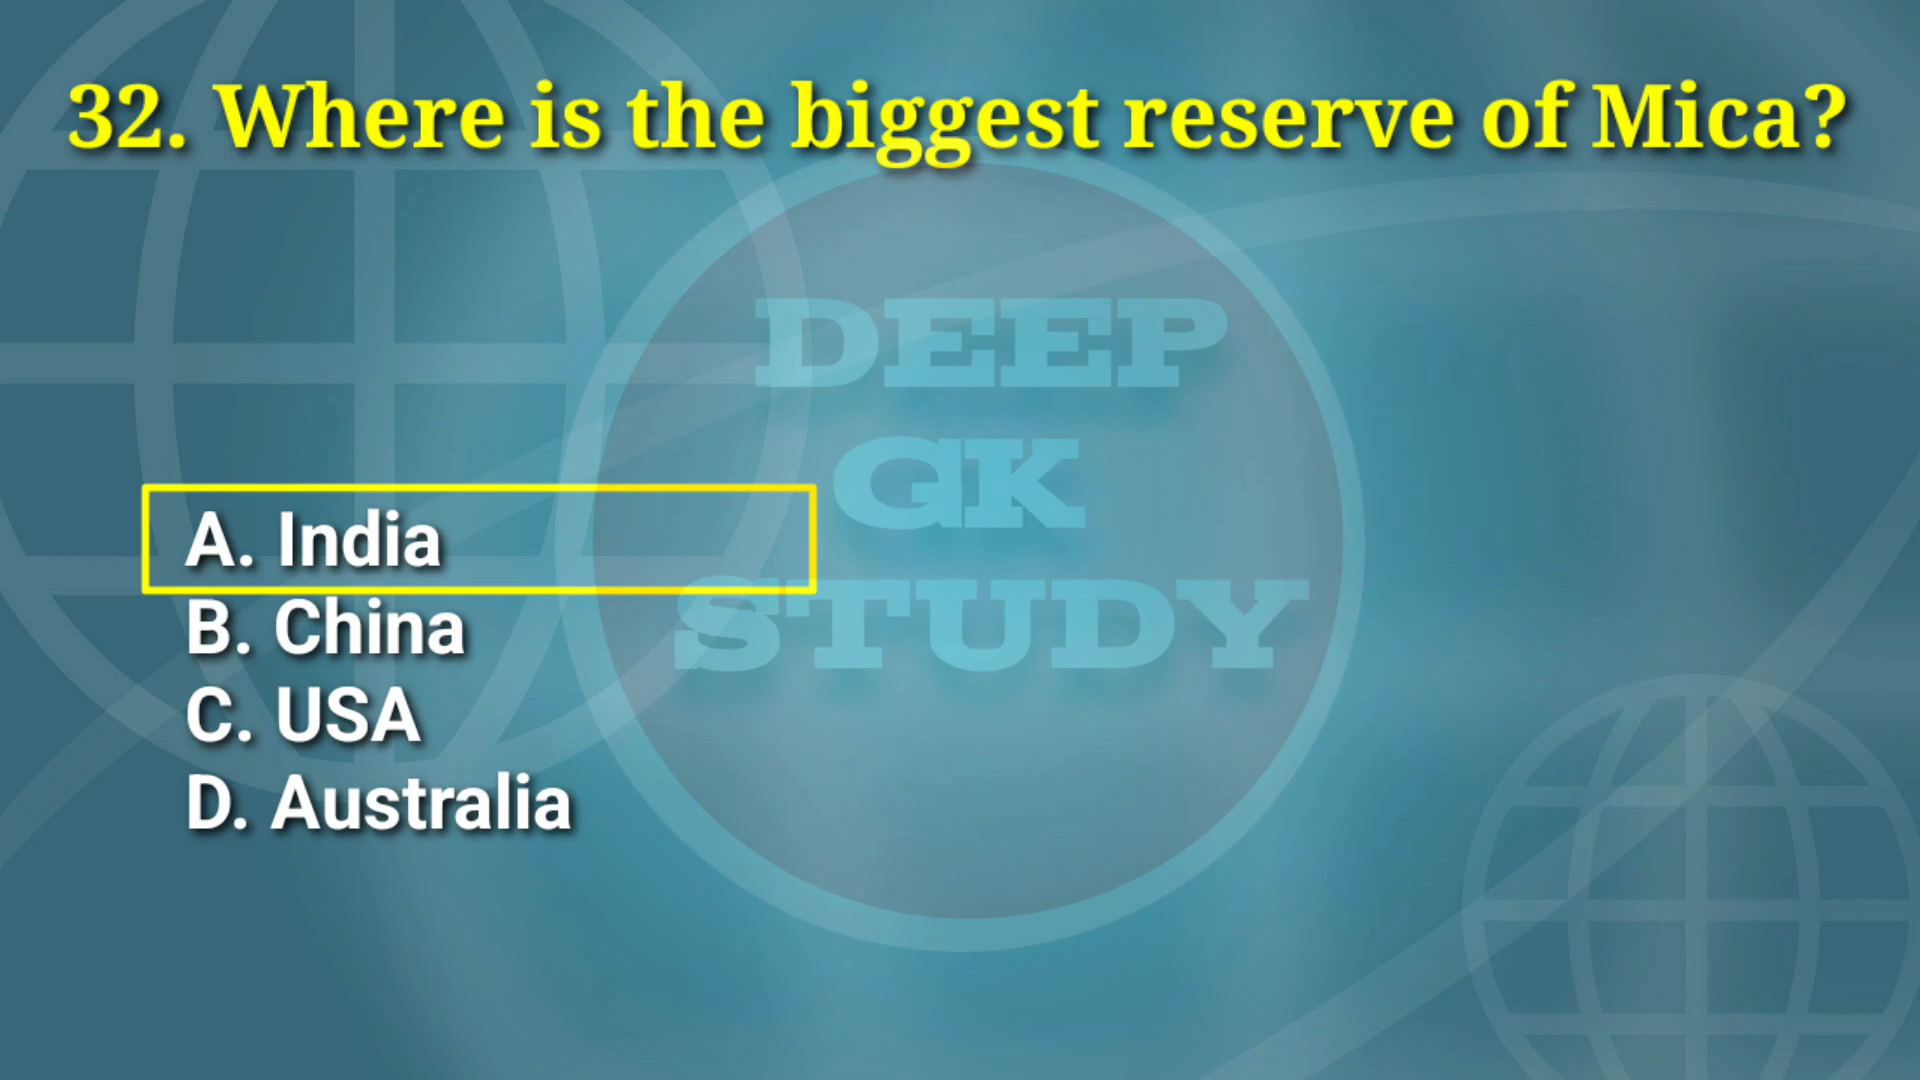 32. Where is the biggest reserve of Mica?
DEEP
GK
STUDY
A. India
B. China
C. USA
D. Australia